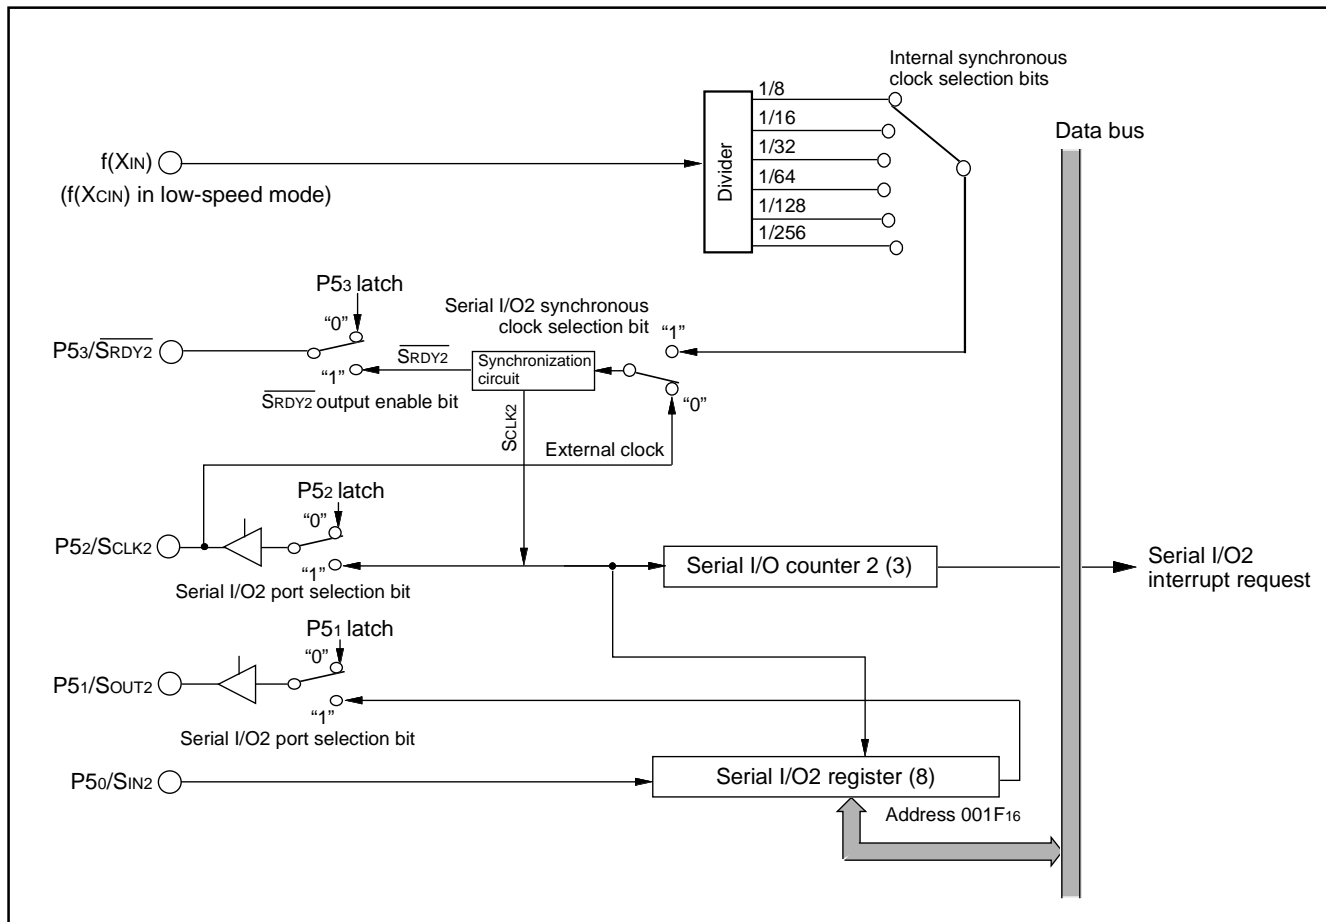 Internal synchronous
clock selection bits
1/8
1/16
1/32
1/64
1/128
1/256
Divider
Data bus
f(XIN)
(f(XCIN) in low-speed mode)
P53 latch
“0”
Serial I/O2 synchronous
clock selection bit
“1”
P53/SRDY2
SRDY2
Synchronization
circuit
“1”
SRDY2 output enable bit
“0”
SCLK2
External clock
P52 latch
“0”
P52/SCLK2
“1”
Serial I/O2 port selection bit
Serial I/O counter 2 (3)
Serial I/O2
interrupt request
P51 latch
“0”
P51/SOUT2
“1”
Serial I/O2 port selection bit
P50/SIN2
Serial I/O2 register (8)
Address 001F16